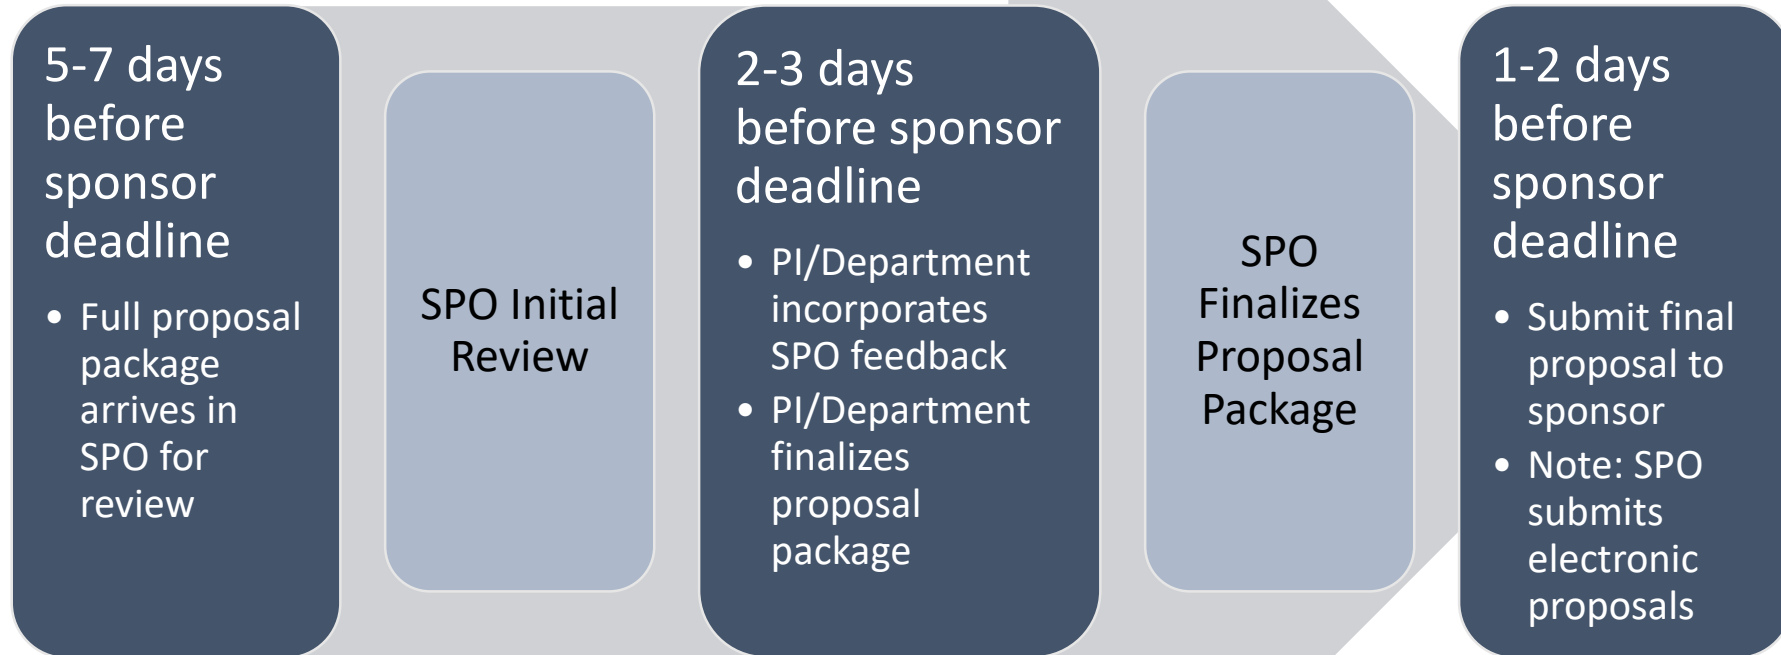 5-7 days
before
sponsor
deadline
• Full proposal
package
arrives in
SPO for
review
SPO Initial
Review
2-3 days
before sponsor
deadline
• PI/Department
incorporates
SPO feedback
• PI/Department
finalizes
proposal
package
SPO
Finalizes
Proposal
Package
1-2 days
before
sponsor
deadline
• Submit final
proposal to
sponsor
• Note: SPO
submits
electronic
proposals